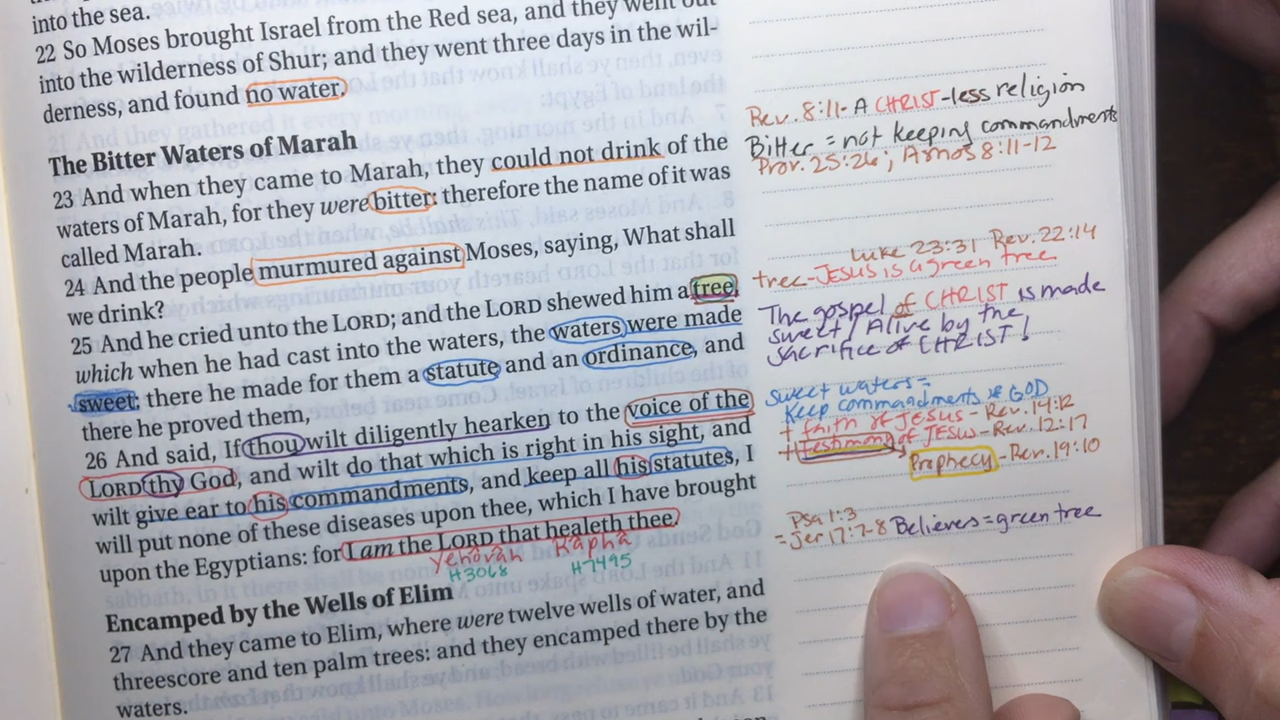 into the sea.
22 So Moses brought Israel from the Red sea, and they went out
into the wilderness of Shur; and they went three days in the wil-
derness, and found no water.
The Bitter Waters of Marah
23 And when they came to Marah, they could not drink of the
waters of Marah, for they were bitter: therefore the name of it was
called Marah.
24 And the people murmured against Moses, saying, What shall
we drink?
25 And he cried unto the LORD; and the LORD shewed him a tree,
which when he had cast into the waters, the waters were made
sweet: there he made for them a statute and an ordinance, and
there he proved them,
26 And said, If thou wilt diligently hearken to the voice of the
LORD thy God, and wilt do that which is right in his sight, and
wilt give ear to his commandments, and keep all his statutes, I
will put none of these diseases upon thee, which I have brought
upon the Egyptians: for I am the LORD that healeth thee.
Yehovah Rapha
H3068 H7495
Encamped by the Wells of Elim
27 And they came to Elim, where were twelve wells of water, and
threescore and ten palm trees: and they encamped there by the
waters.
Rev. 8:11- A CHRIST-less religion
Bitter = not keeping commandments
Prov. 25:26; Amos 8:11-12
Luke 23:31 Rev. 22:14
tree-JESUS is a green tree
The gospel of CHRIST is made
sweet/Alive by the
sacrifice of CHRIST!
Sweet waters=
Keep commandments of GOD
+ faith of JESUS - Rev. 14:12
+ testimony of JESUS - Rev. 12:17
Prophecy - Rev. 19:10
Psa 1:3
= Jer 17:7-8 Believes = green tree